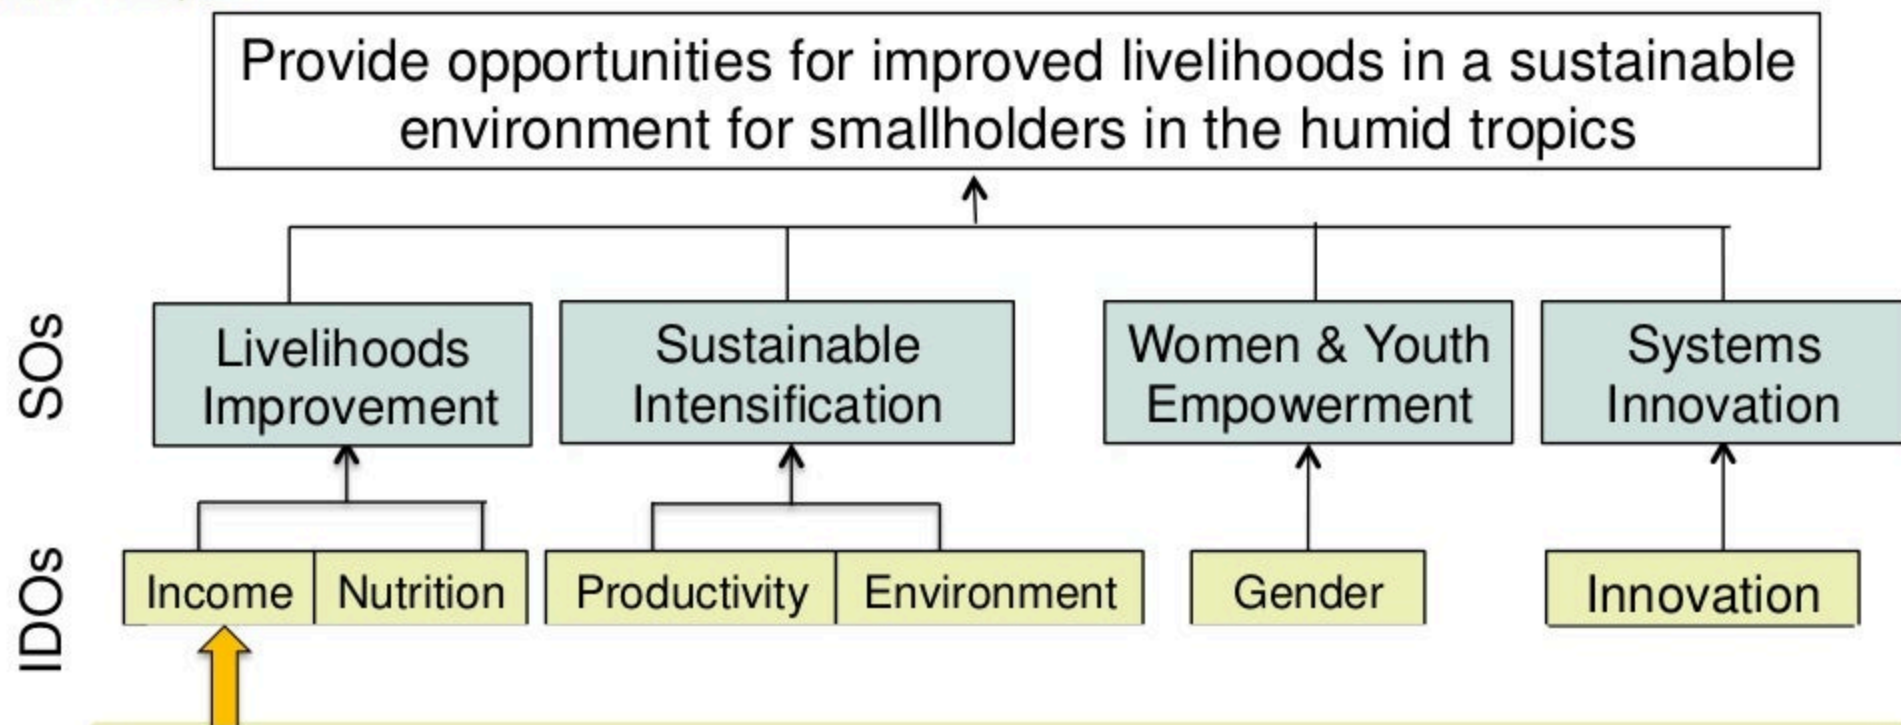 Provide opportunities for improved livelihoods in a sustainable
environment for smallholders in the humid tropics
SOs
Livelihoods
Improvement
Sustainable
Intensification
Women & Youth
Empowerment
Systems
Innovation
IDOs
Income
Nutrition
Productivity
Environment
Gender
Innovation